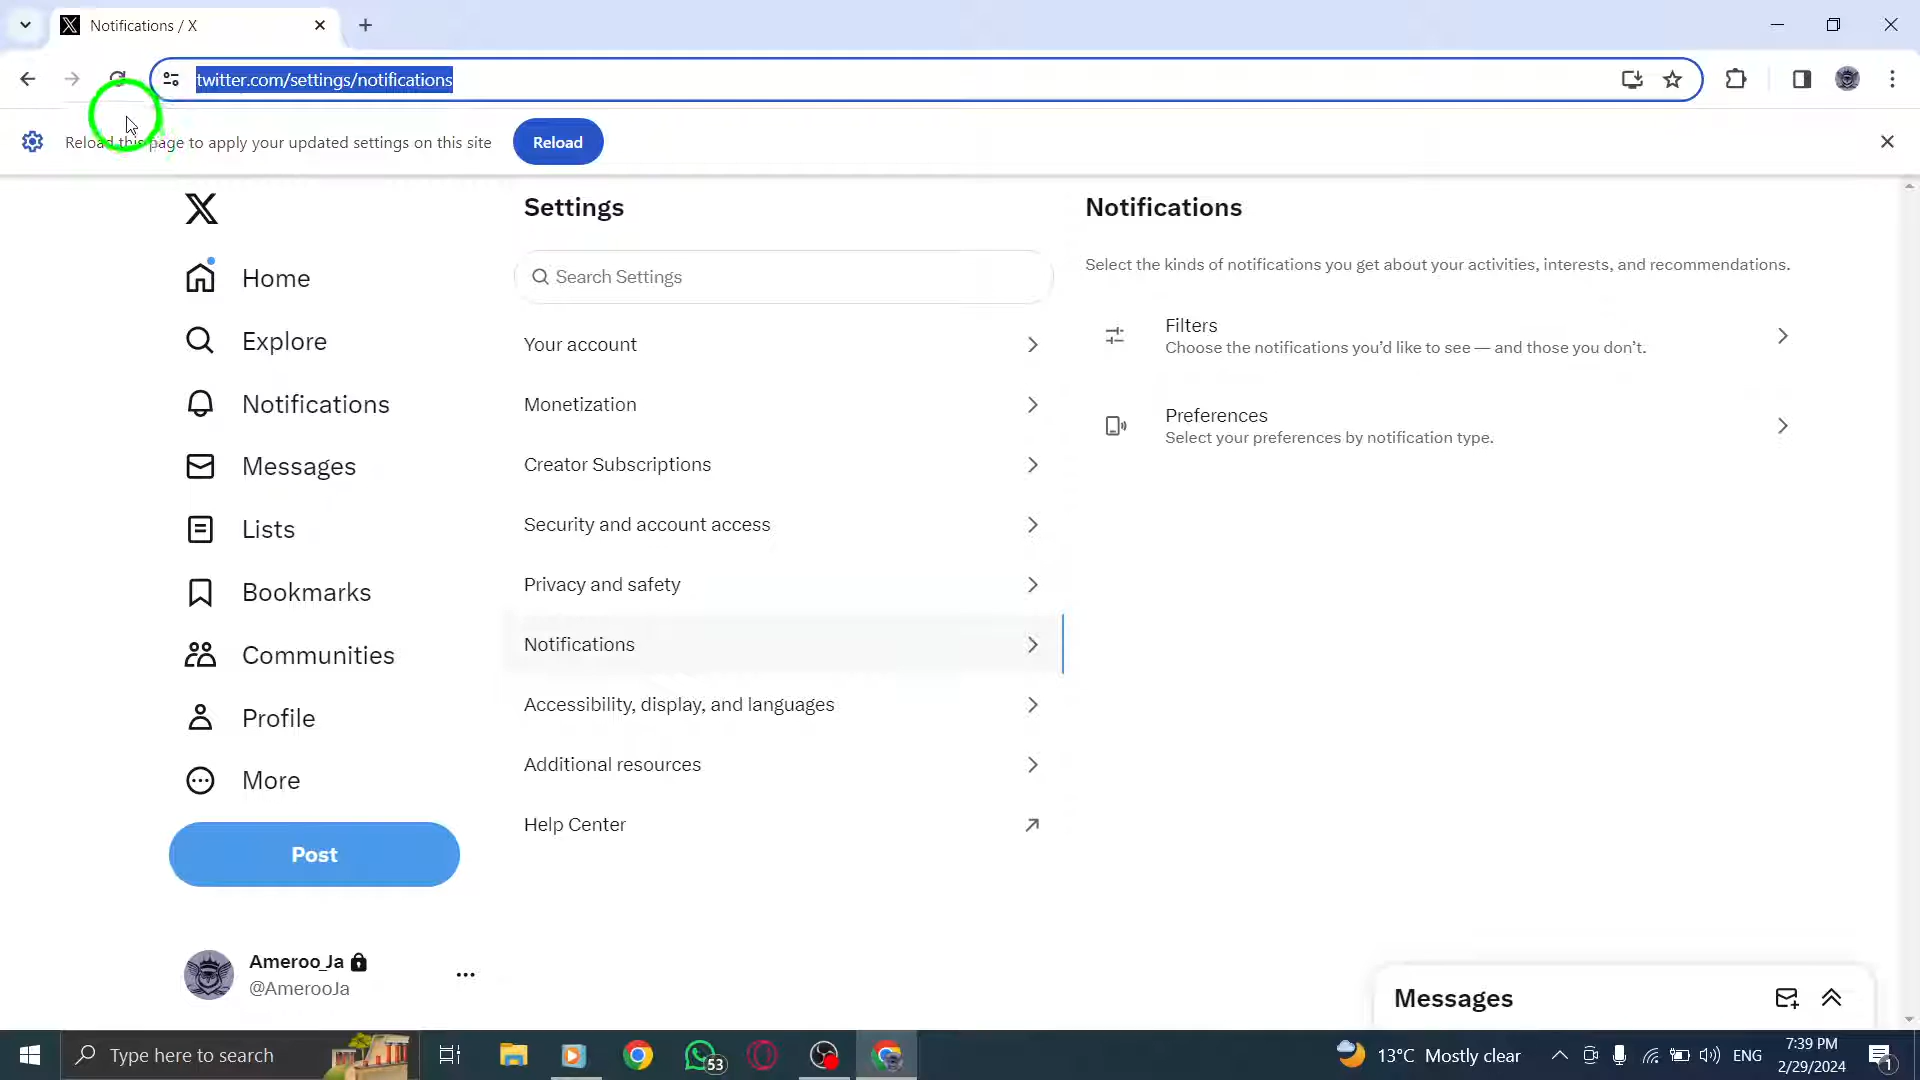 Notifications / X
twitter.com/settings/notifications
Reload this page to apply your updated settings on this site
Reload
Settings
Search Settings
Your account
Monetization
Creator Subscriptions
Security and account access
Privacy and safety
Notifications
Accessibility, display, and languages
Additional resources
Help Center
Home
Explore
Notifications
Messages
Lists
Bookmarks
Communities
Profile
More
Post
Ameroo_Ja
@AmerooJa
Notifications
Select the kinds of notifications you get about your activities, interests, and recommendations.
Filters
Choose the notifications you’d like to see — and those you don’t.
Preferences
Select your preferences by notification type.
Messages
Type here to search
53
13°C Mostly clear
ENG
7:39 PM
2/29/2024
1